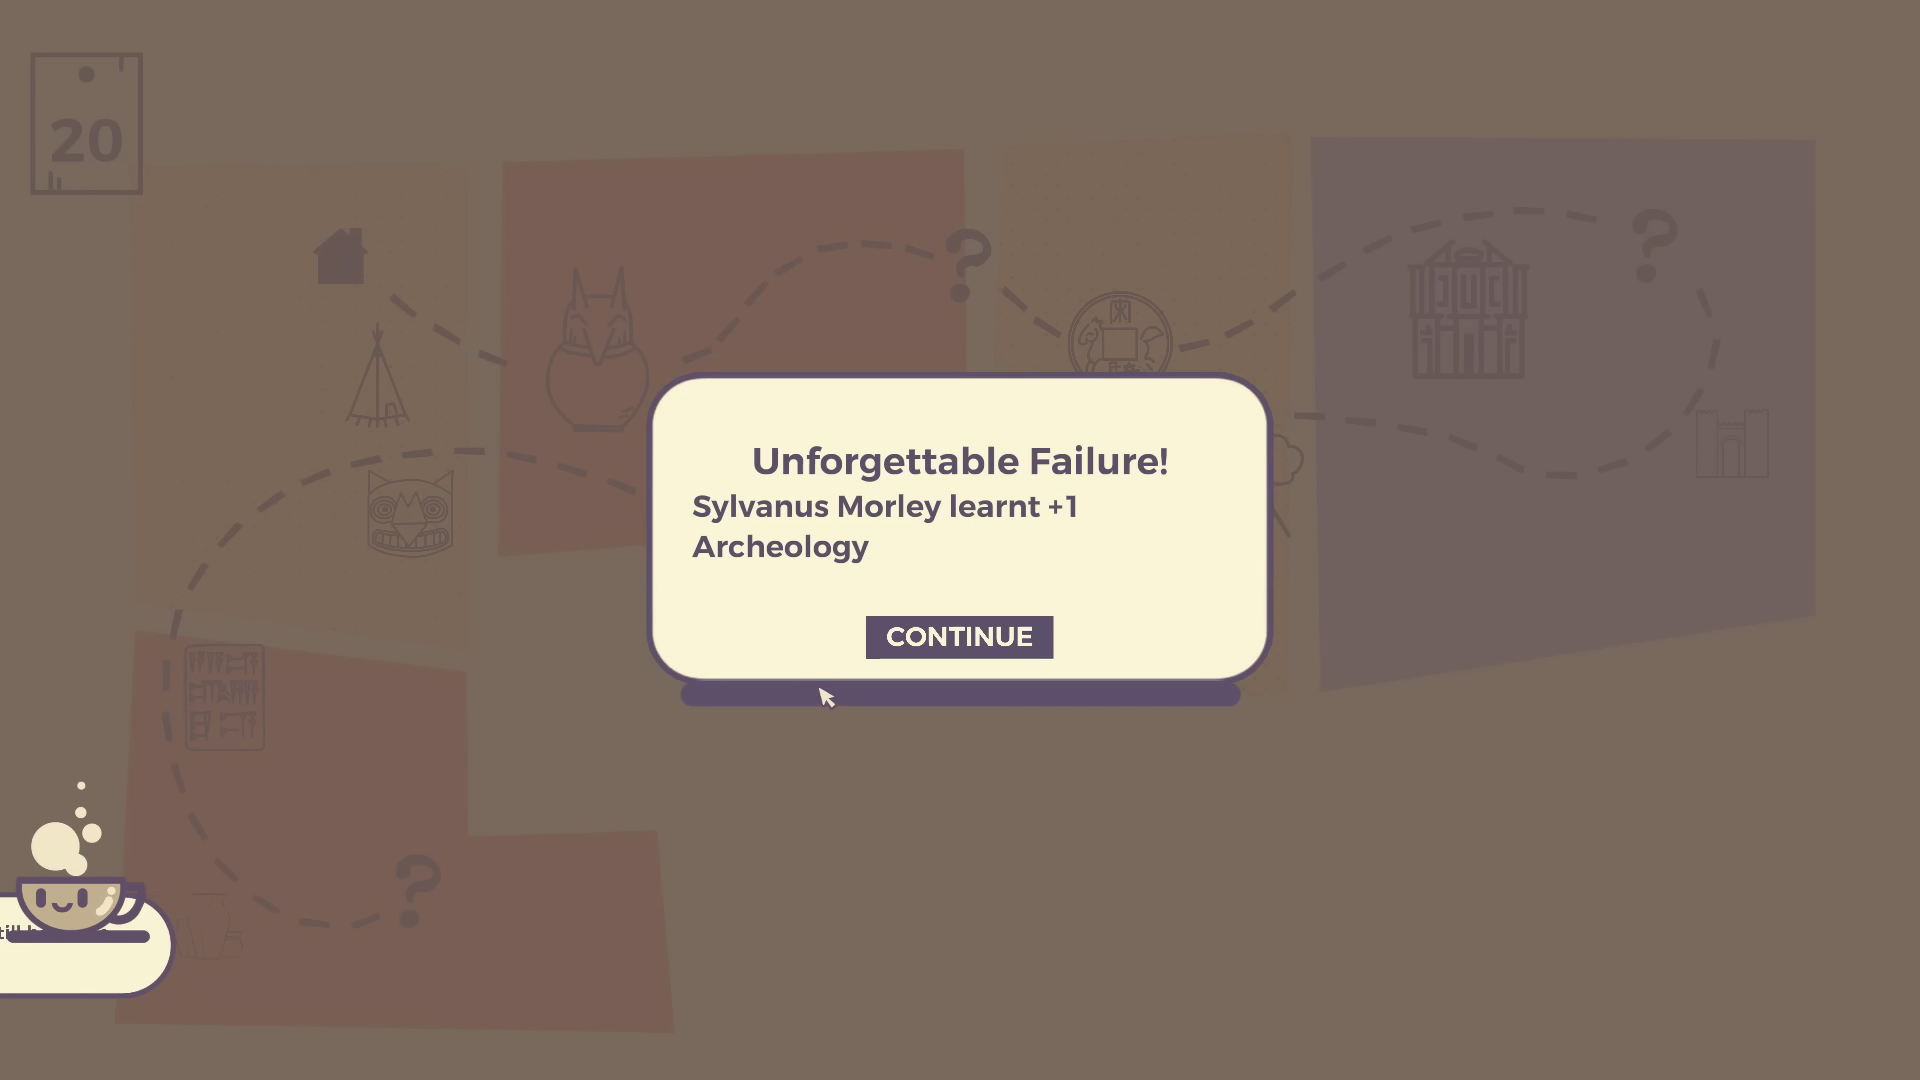 20
Unforgettable Failure!
Sylvanus Morley learnt +1
Archeology
CONTINUE